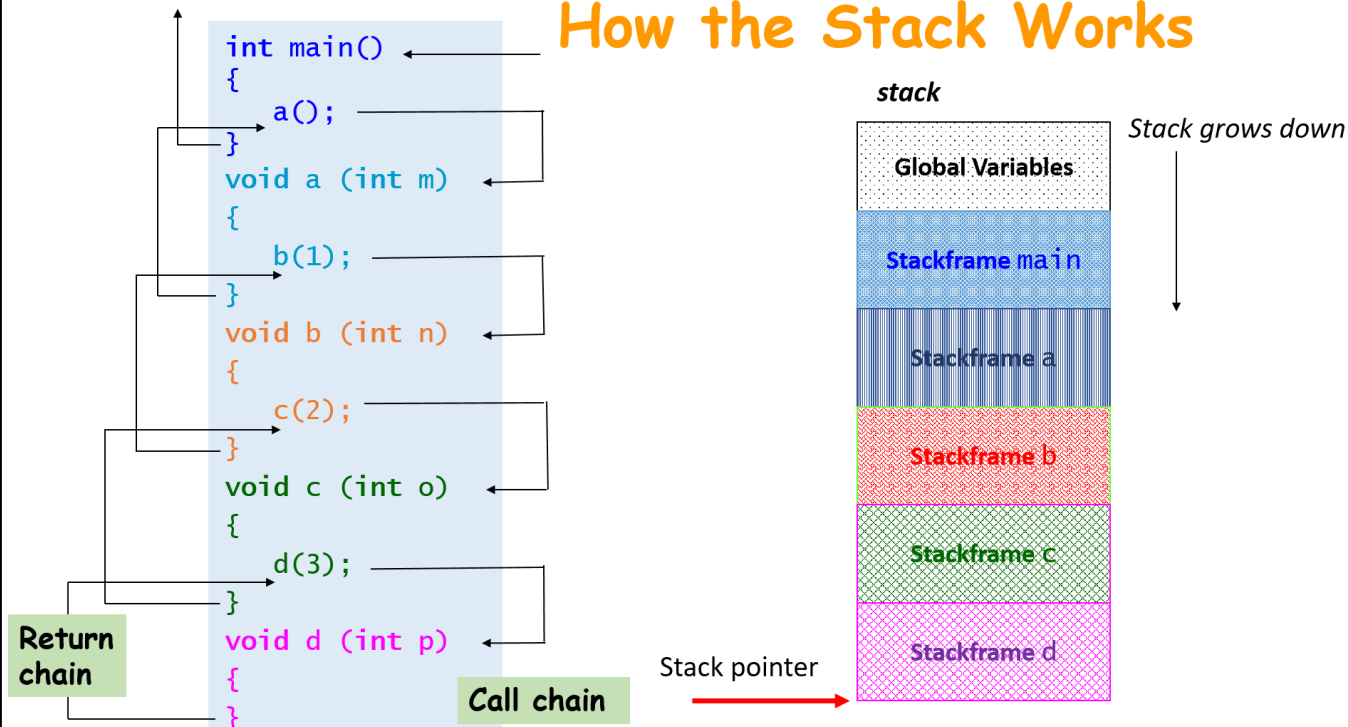 How the Stack Works
int main()
{
a();
}
void a (int m)
{
b(1);
}
void b (int n)
{
c(2);
}
void c (int o)
{
d(3);
}
void d (int p)
{
}
Return
chain
Call chain
stack
Stack grows down
Global Variables
Stackframe main
Stackframe a
Stackframe b
Stackframe c
Stackframe d
Stack pointer